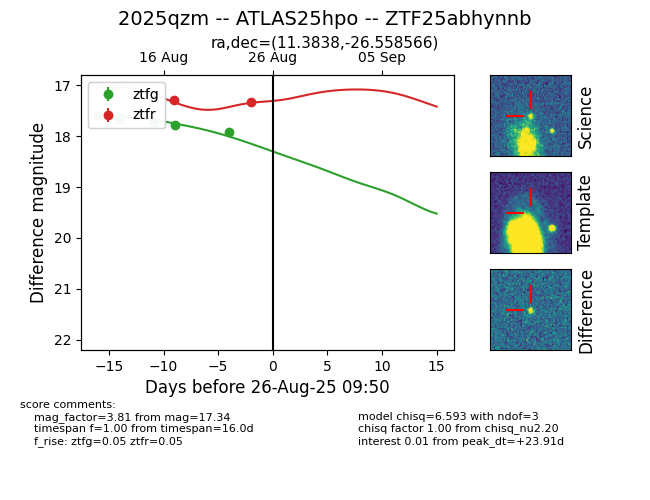 2025qzm -- ATLAS25hpo -- ZTF25abhynnb
ra,dec=(11.3838,-26.558566)
16 Aug 26 Aug 05 Sep
ztfg
ztfr
17
18
19
20
21
22
Difference magnitude
−15 −10 −5 0 5 10 15
Days before 26-Aug-25 09:50
Science
Template
Difference
score comments:
mag_factor=3.81 from mag=17.34
timespan f=1.00 from timespan=16.0d
f_rise: ztfg=0.05 ztfr=0.05
model chisq=6.593 with ndof=3
chisq factor 1.00 from chisq_nu2.20
interest 0.01 from peak_dt=+23.91d